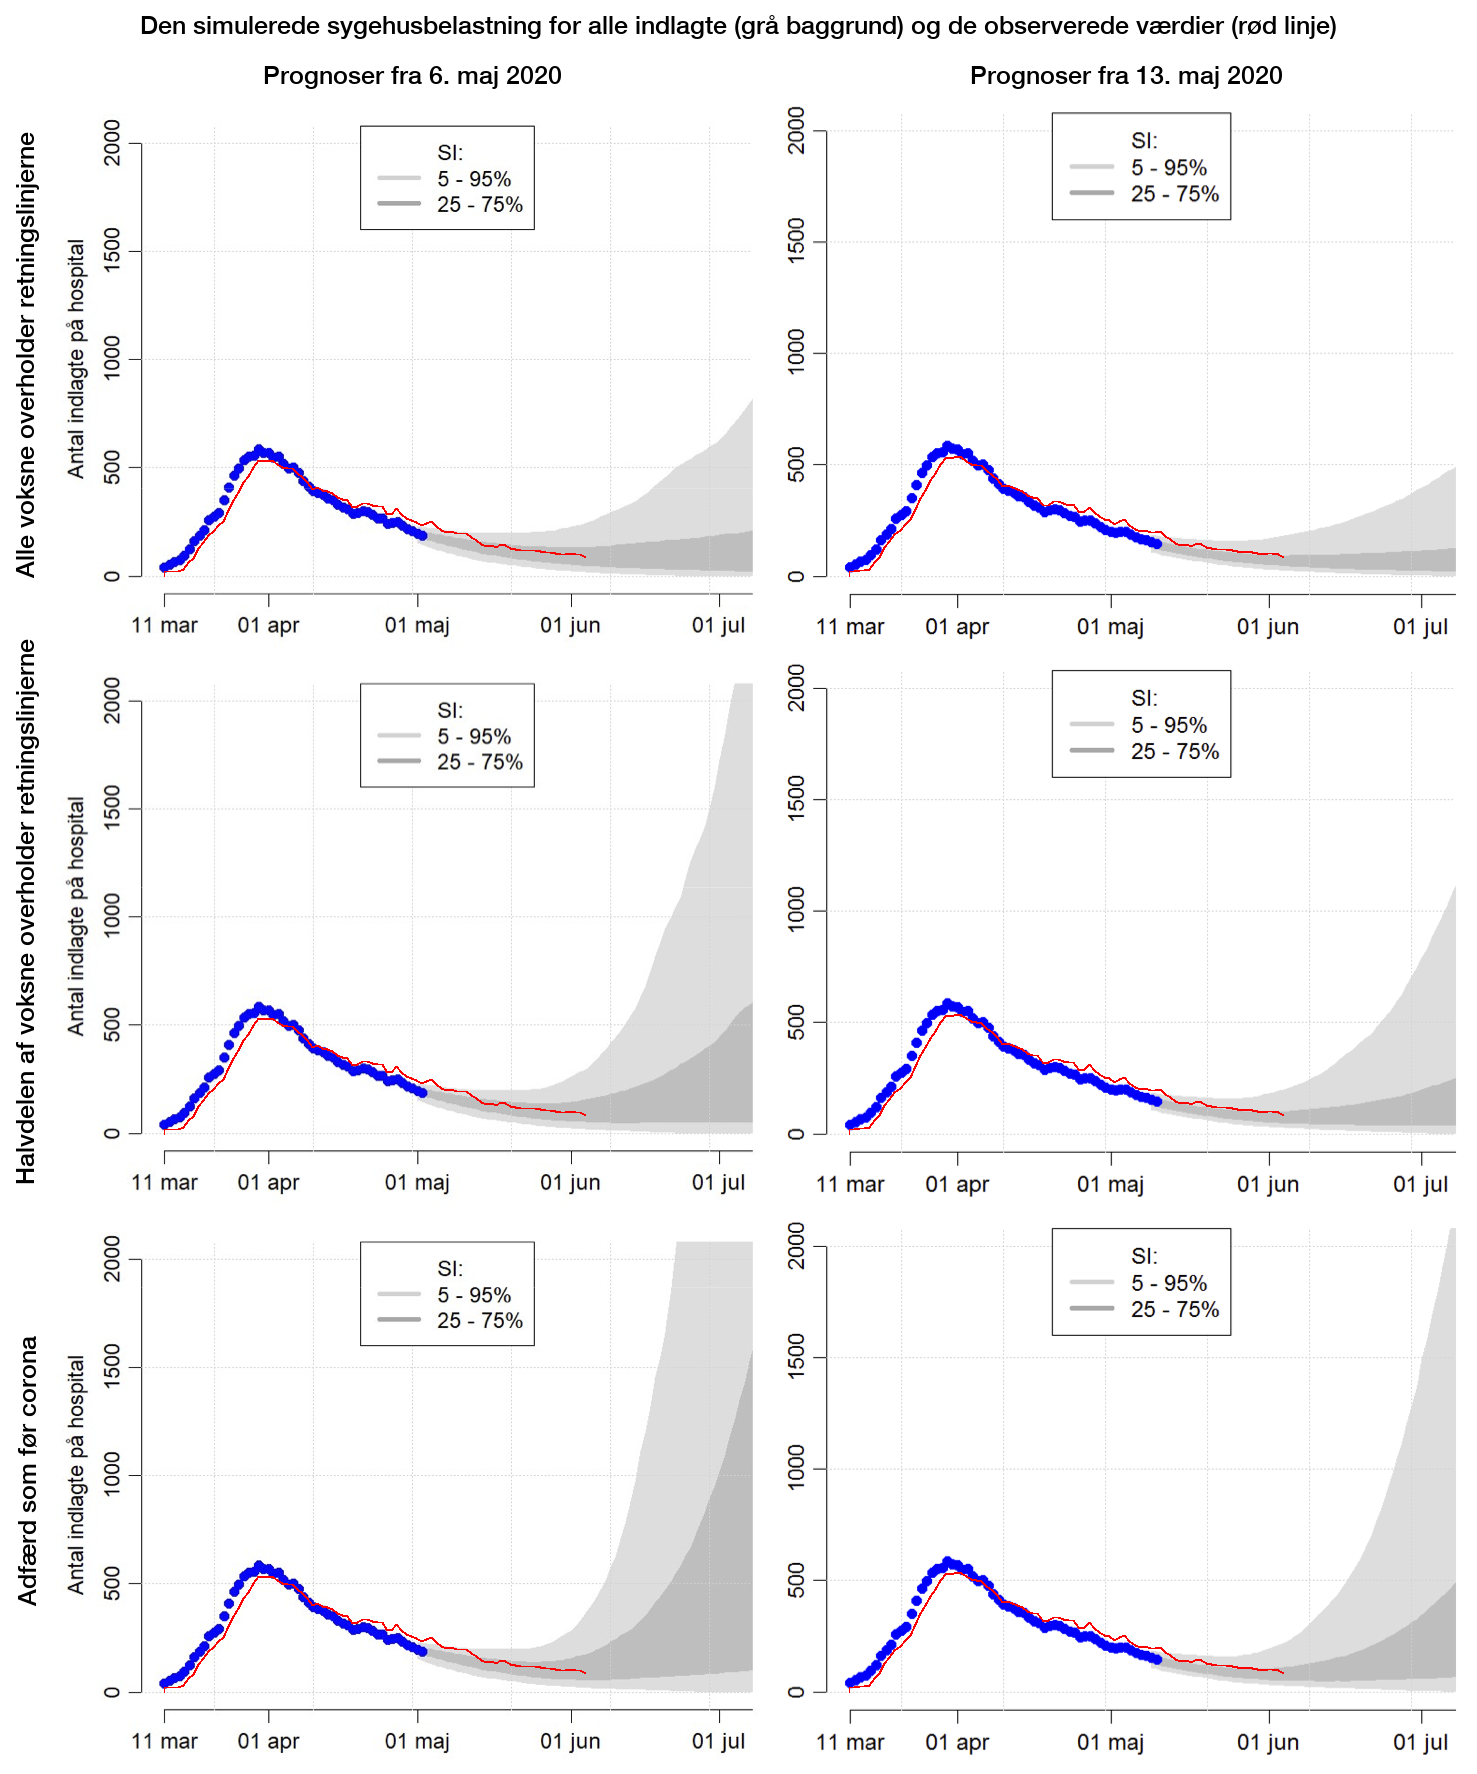 Den simulerede sygehusbelastning for alle indlagte (grå baggrund) og de observerede værdier (rød linje)
Prognoser fra 6. maj 2020
Prognoser fra 13. maj 2020
Alle voksne overholder retningslinjerne
Antal indlagte på hospital
2000
1500
1000
500
0
SI:
5 - 95%
25 - 75%
11 mar
01 apr
01 maj
01 jun
01 jul
2000
1500
1000
500
0
SI:
5 - 95%
25 - 75%
11 mar
01 apr
01 maj
01 jun
01 jul
Halvdelen af voksne overholder retningslinjerne
Antal indlagte på hospital
2000
1500
1000
500
0
SI:
5 - 95%
25 - 75%
11 mar
01 apr
01 maj
01 jun
01 jul
2000
1500
1000
500
0
SI:
5 - 95%
25 - 75%
11 mar
01 apr
01 maj
01 jun
01 jul
Adfærd som før corona
Antal indlagte på hospital
2000
1500
1000
500
0
SI:
5 - 95%
25 - 75%
11 mar
01 apr
01 maj
01 jun
01 jul
2000
1500
1000
500
0
SI:
5 - 95%
25 - 75%
11 mar
01 apr
01 maj
01 jun
01 jul